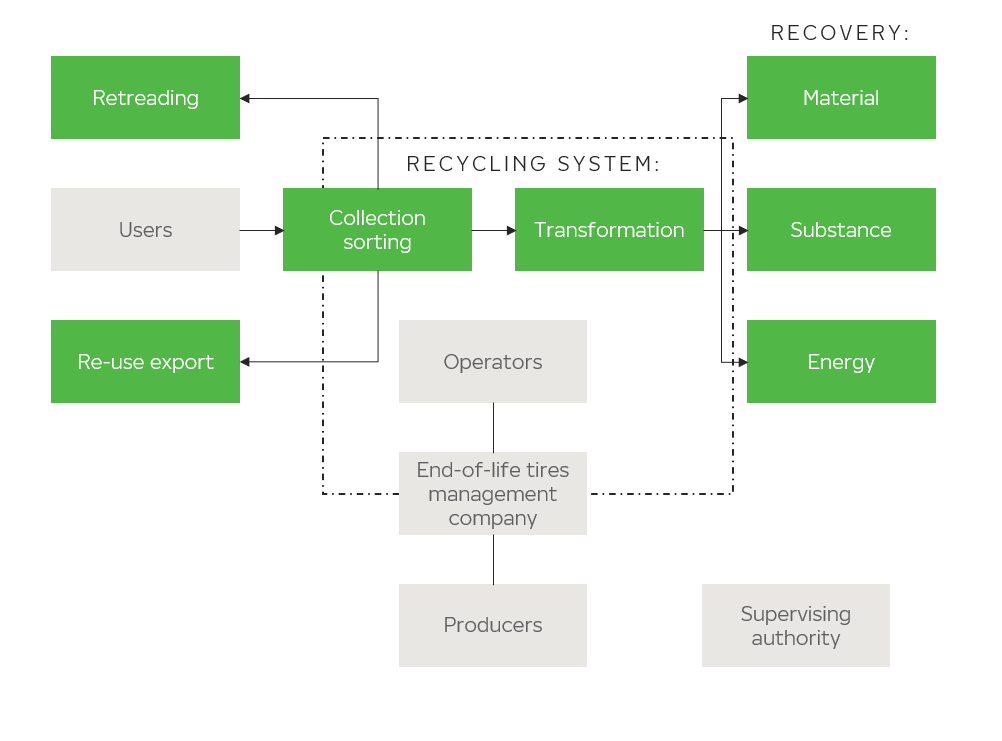 RECOVERY:
Retreading
Material
RECYCLING SYSTEM:
Users
Collection
sorting
Transformation
Substance
Re-use export
Operators
Energy
End-of-life tires
management
company
Producers
Supervising
authority